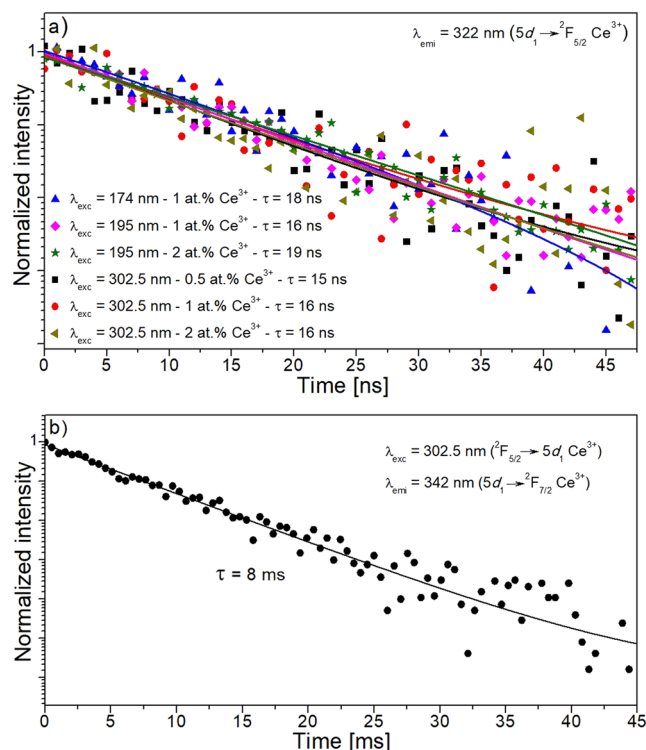 a)
λemi = 322 nm (5d1→²F5/2 Ce³⁺)
Normalized intensity
1
λexc = 174 nm - 1 at.% Ce³⁺ - τ = 18 ns
λexc = 195 nm - 1 at.% Ce³⁺ - τ = 16 ns
λexc = 195 nm - 2 at.% Ce³⁺ - τ = 19 ns
λexc = 302.5 nm - 0.5 at.% Ce³⁺ - τ = 15 ns
λexc = 302.5 nm - 1 at.% Ce³⁺ - τ = 16 ns
λexc = 302.5 nm - 2 at.% Ce³⁺ - τ = 16 ns
0 5 10 15 20 25 30 35 40 45
Time [ns]
b)
λexc = 302.5 nm (²F5/2→ 5d1 Ce³⁺)
λemi = 342 nm (5d1→²F7/2 Ce³⁺)
Normalized intensity
1
τ = 8 ms
0 5 10 15 20 25 30 35 40 45
Time [ms]